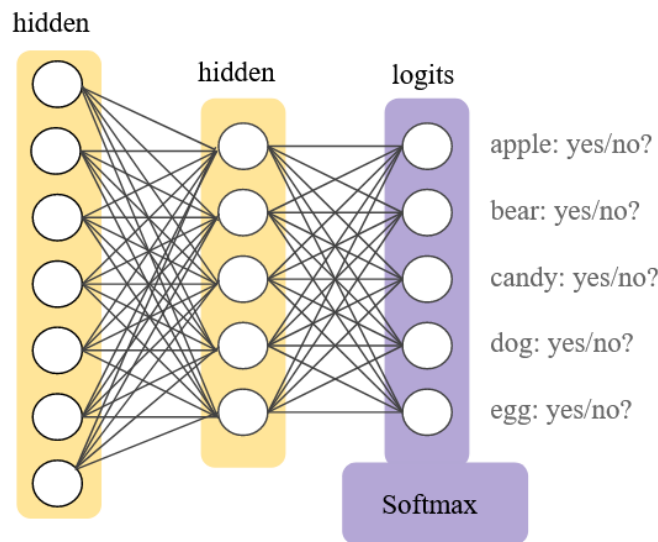 hidden
hidden
logits
apple: yes/no?
bear: yes/no?
candy: yes/no?
dog: yes/no?
egg: yes/no?
Softmax